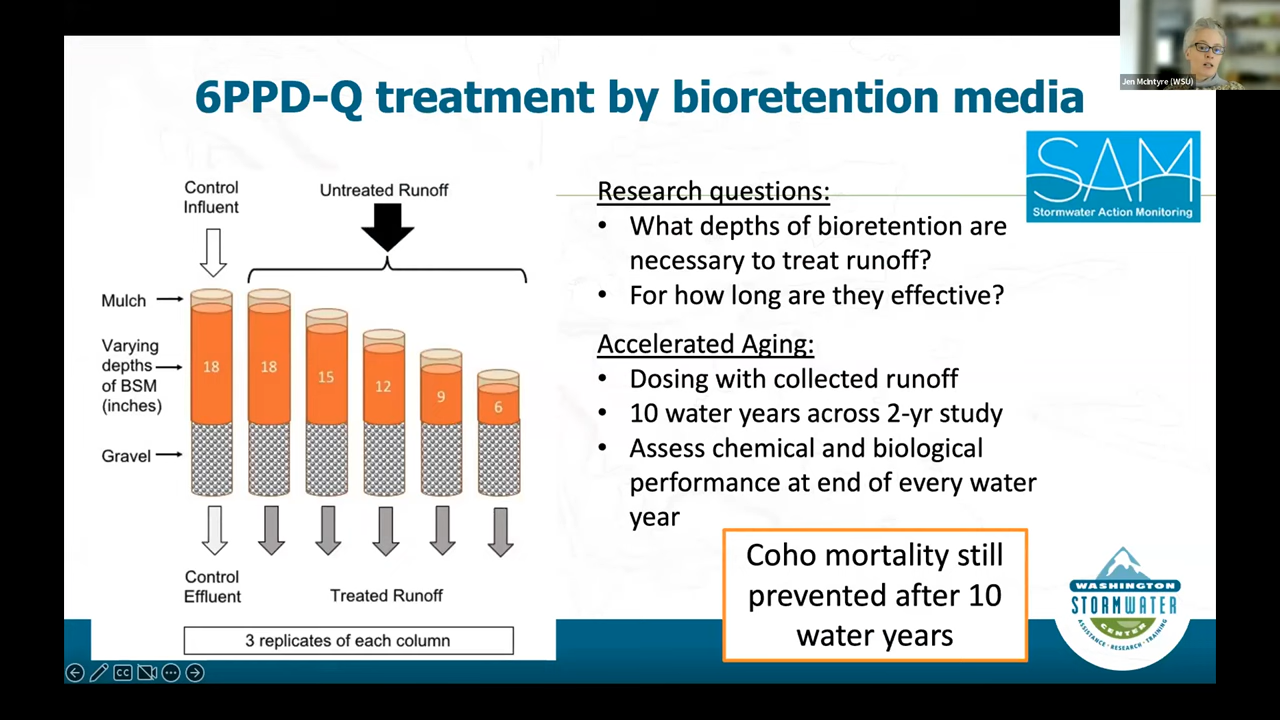 Jen McIntyre (WSU)
6PPD-Q treatment by bioretention media
SAM
Stormwater Action Monitoring
Control
Influent
Untreated Runoff
Mulch
Varying
depths
of BSM
(inches)
Gravel
18
18
15
12
9
6
Control
Effluent
Treated Runoff
3 replicates of each column
Research questions:
• What depths of bioretention are
necessary to treat runoff?
• For how long are they effective?
Accelerated Aging:
• Dosing with collected runoff
• 10 water years across 2-yr study
• Assess chemical and biological
performance at end of every water
year
Coho mortality still
prevented after 10
water years
WASHINGTON
STORMWATER
CENTER
ASSISTANCE • RESEARCH • TRAINING
CC